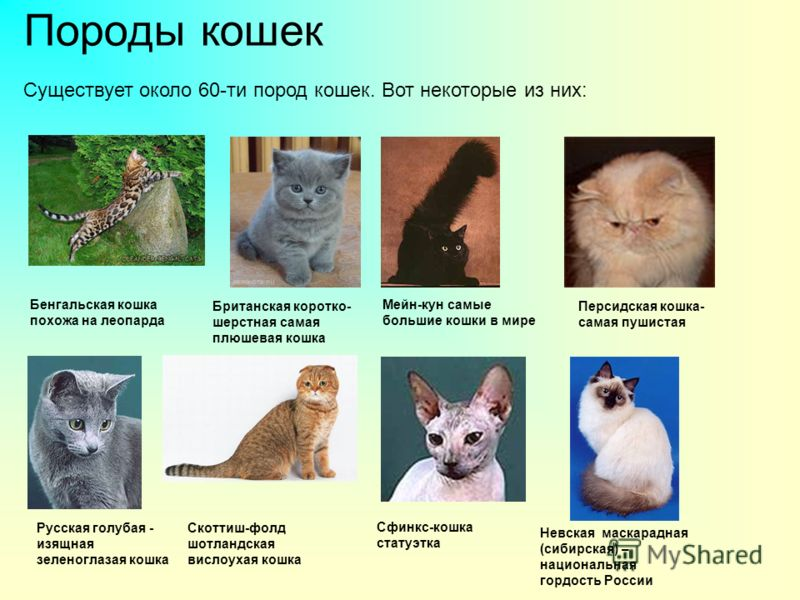 Породы кошек
Существует около 60-ти пород кошек. Вот некоторые из них:
Бенгальская кошка
похожа на леопарда
Британская коротко-
шерстная самая
плюшевая кошка
Мейн-кун самые
большие кошки в мире
Персидская кошка-
самая пушистая
Русская голубая -
изящная
зеленоглазая кошка
Скоттиш-фолд
шотландская
вислоухая кошка
Сфинкс-кошка
статуэтка
Невская маскарадная
(сибирская) –
национальная
гордость России
MyShared